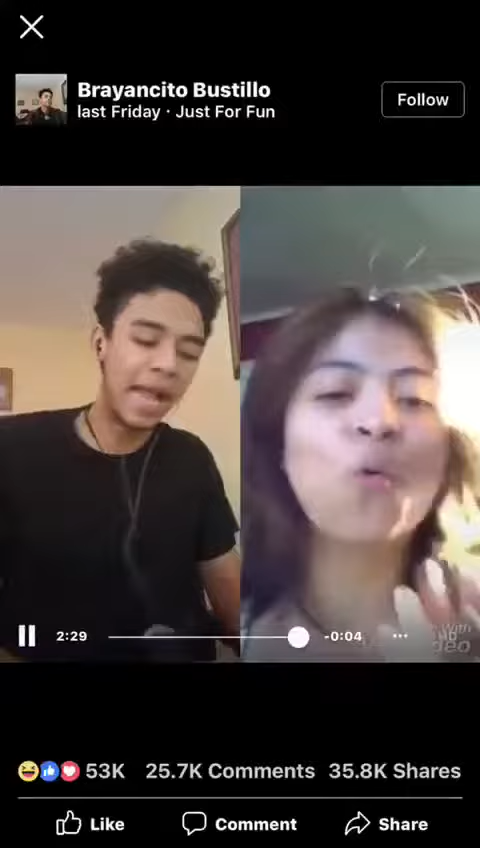 Brayancito Bustillo
last Friday · Just For Fun
Follow
2:29
-0:04
With
53K
25.7K Comments
35.8K Shares
Like
Comment
Share